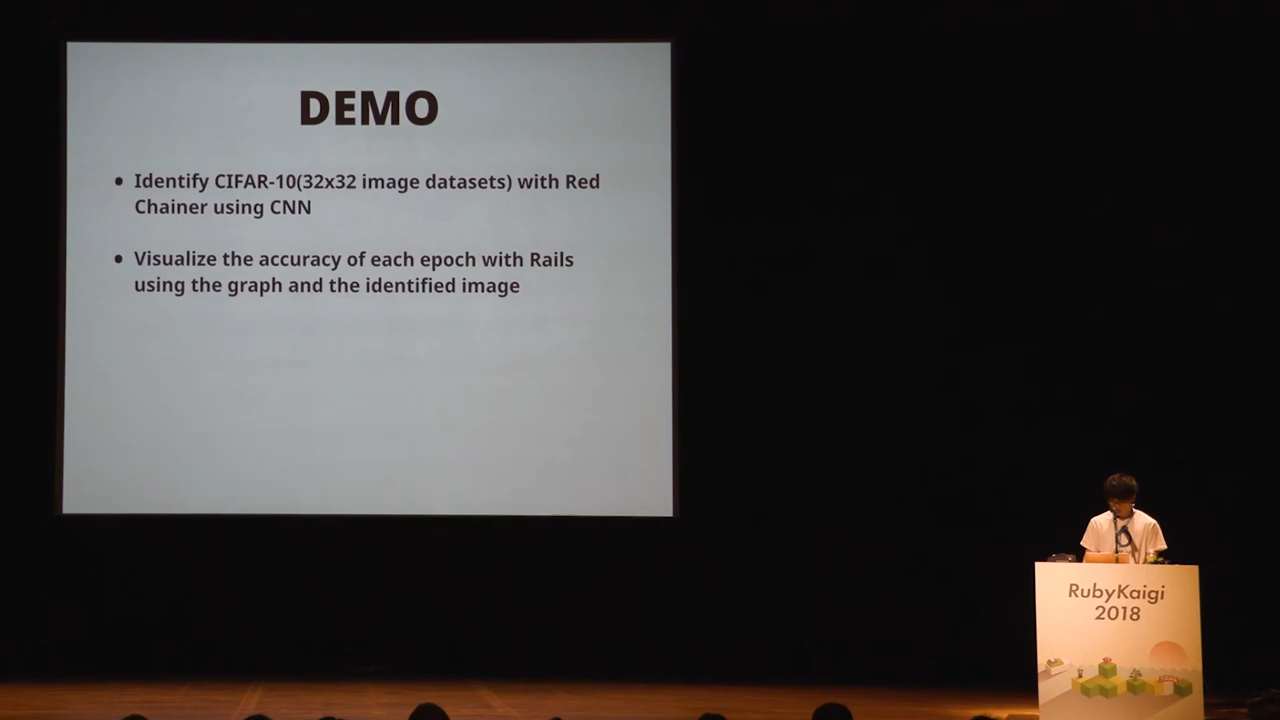 DEMO
• Identify CIFAR-10(32x32 image datasets) with Red
Chainer using CNN
• Visualize the accuracy of each epoch with Rails
using the graph and the identified image
RubyKaigi
2018